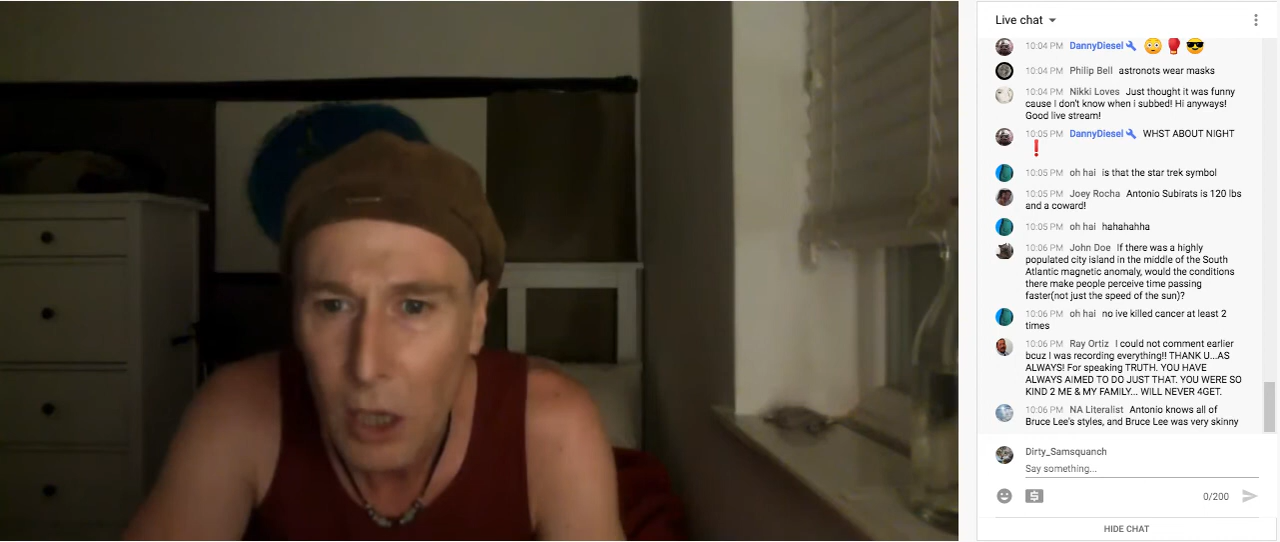 Live chat
10:04 PM DannyDiesel 😳 🥊 😎
10:04 PM Philip Bell astronots wear masks
10:04 PM Nikki Loves Just thought it was funny
cause I don't know when i subbed! Hi anyways!
Good live stream!
10:05 PM DannyDiesel WHST ABOUT NIGHT
❗
10:05 PM oh hai is that the star trek symbol
10:05 PM Joey Rocha Antonio Subirats is 120 lbs
and a coward!
10:05 PM oh hai hahahahha
10:06 PM John Doe If there was a highly
populated city island in the middle of the South
Atlantic magnetic anomaly, would the conditions
there make people perceive time passing
faster(not just the speed of the sun)?
10:06 PM oh hai no ive killed cancer at least 2
times
10:06 PM Ray Ortiz I could not comment earlier
bcuz I was recording everything!! THANK U...AS
ALWAYS! For speaking TRUTH. YOU HAVE
ALWAYS AIMED TO DO JUST THAT. YOU WERE SO
KIND 2 ME & MY FAMILY... WILL NEVER 4GET.
10:06 PM NA Literalist Antonio knows all of
Bruce Lee's styles, and Bruce Lee was very skinny
Dirty_Samsquanch
Say something...
0/200
HIDE CHAT